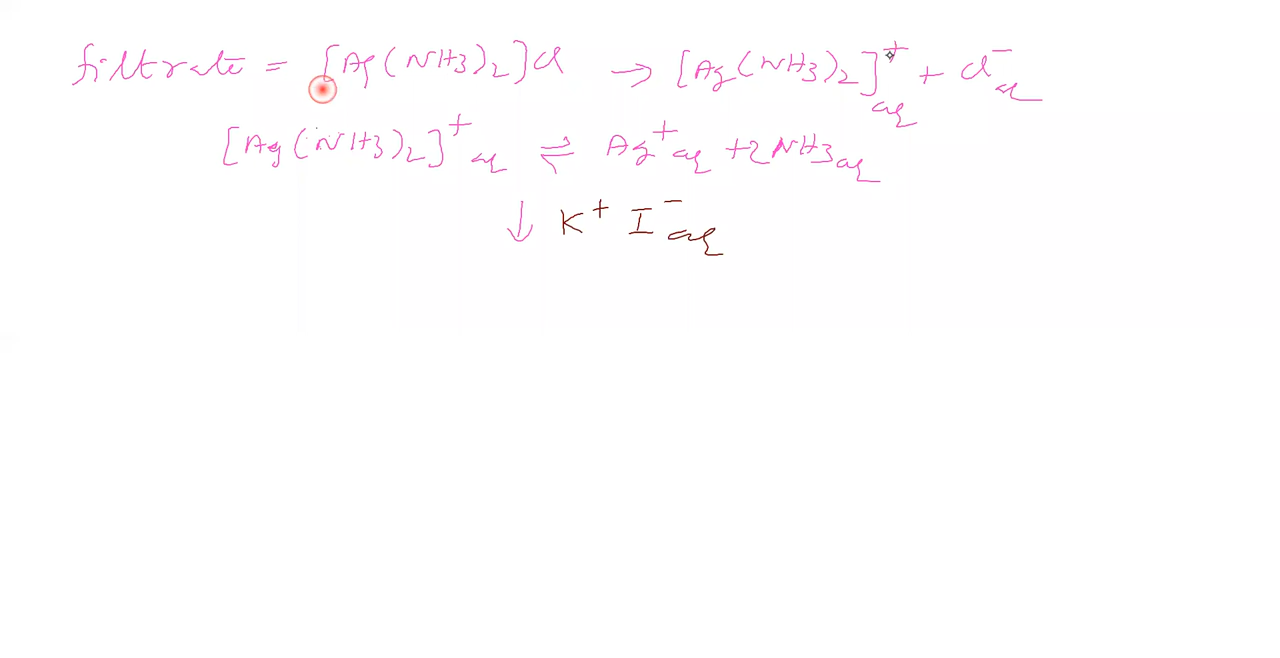 filtrate = [Ag(NH3)2]Cl → [Ag(NH3)2]+aq + Cl-aq
[Ag(NH3)2]+aq ⇌ Ag+aq + 2NH3aq
↓ K+ I-aq